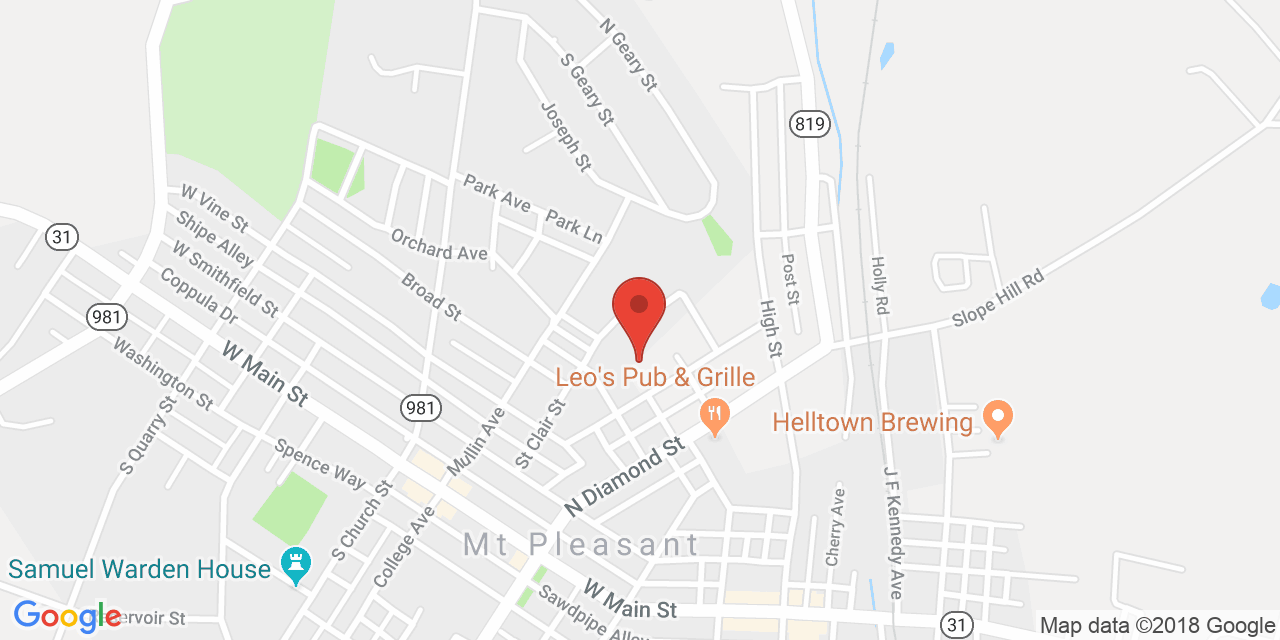 N Geary St
S Geary St
Joseph St
819
Park Ave
Park Ln
W Vine St
Shipe Alley
W Smithfield St
Coppula Dr
31
Orchard Ave
Broad St
Post St
Holly Rd
High St
Slope Hill Rd
981
Washington St
W Main St
Leo's Pub & Grille
981
Mullin Ave
St Clair St
Helltown Brewing
S Quarry St
Spence Way
N Diamond St
S Church St
College Ave
Cherry Ave
J F Kennedy Ave
Mt Pleasant
Samuel Warden House
W Main St
Sawdpipe Alley
31
Google
ervoir St
Map data ©2018 Google